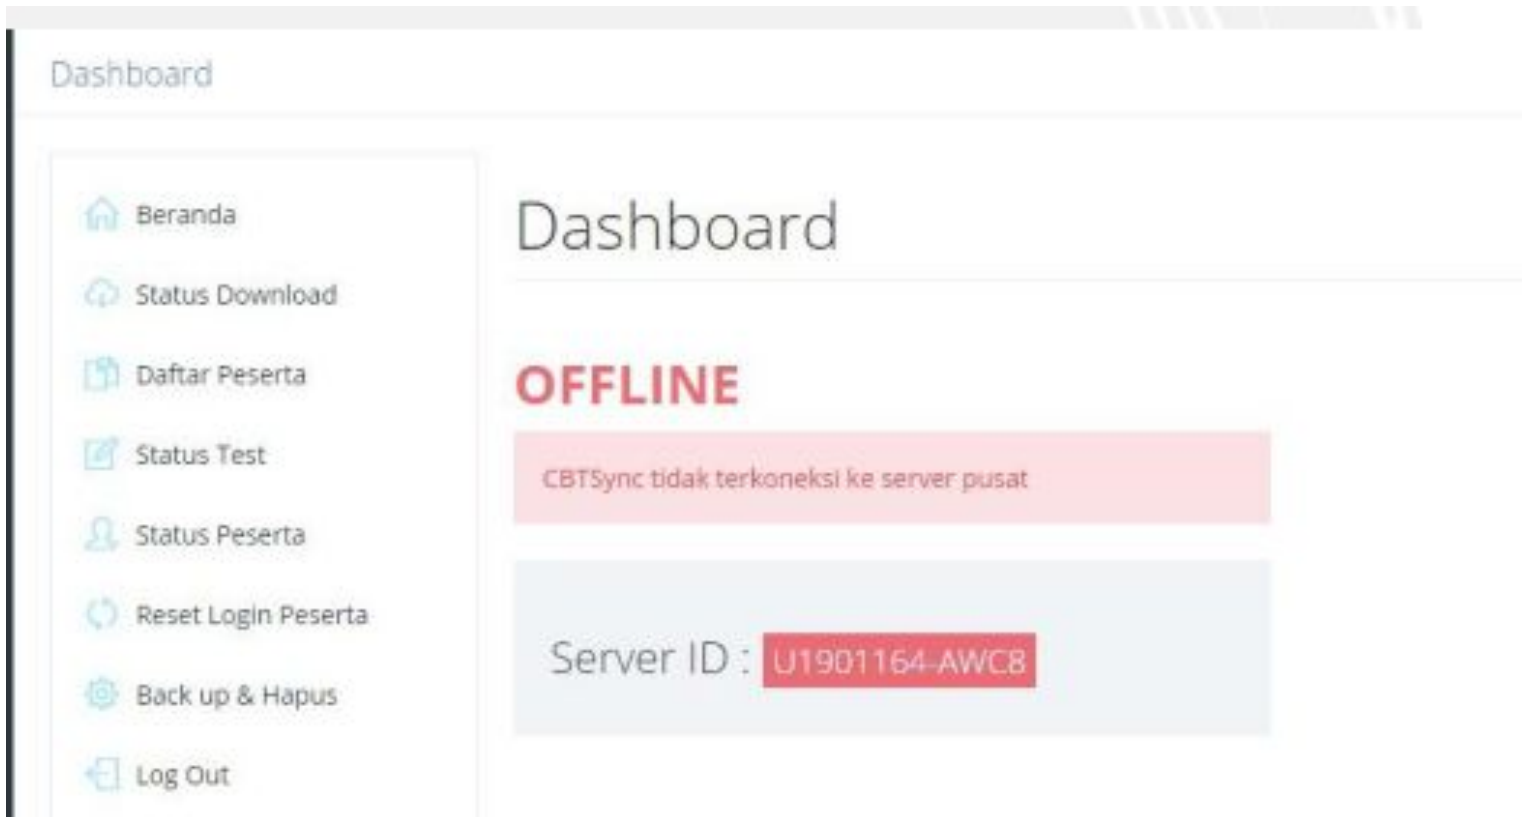 Dashboard
Beranda
Status Download
Daftar Peserta
Status Test
Status Peserta
Reset Login Peserta
Back up & Hapus
Log Out
Dashboard
OFFLINE
CBTSync tidak terkoneksi ke server pusat
Server ID : U1901164-AWC8